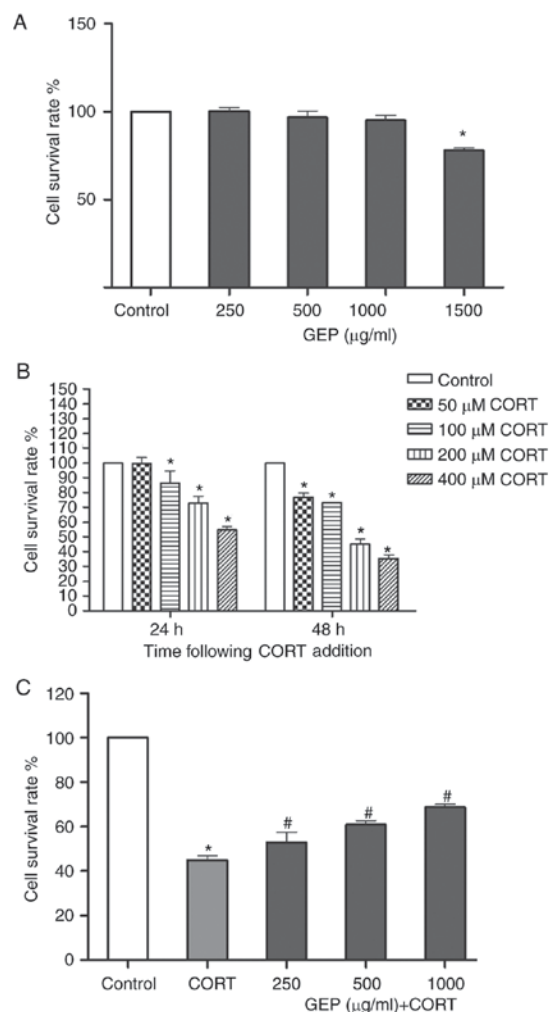 A
Cell survival rate %
150
100
50
*
Control 250 500 1000 1500
GEP (μg/ml)
B
Cell survival rate %
150
140
130
120
110
100
90
80
70
60
50
40
30
20
10
0
* * *
* * * *
Control
50 μM CORT
100 μM CORT
200 μM CORT
400 μM CORT
24 h 48 h
Time following CORT addition
C
Cell survival rate %
120
100
80
60
40
20
0
* # # #
Control CORT 250 500 1000
GEP (μg/ml)+CORT